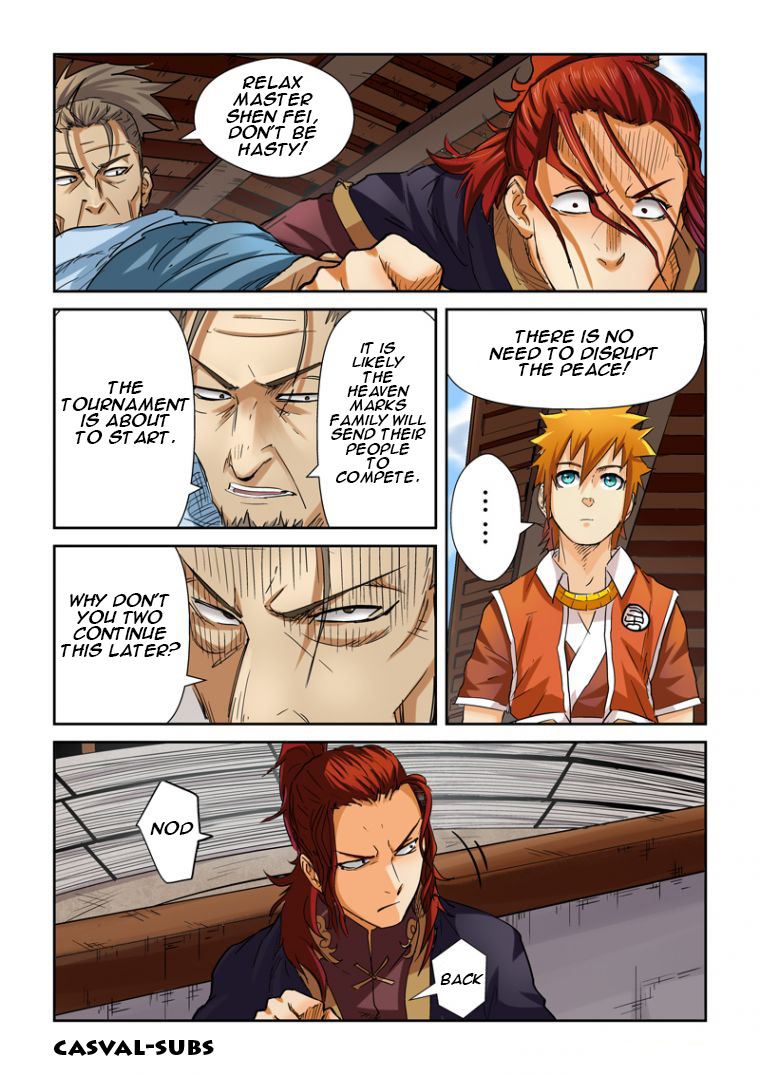 RELAX
MASTER
SHEN FEI,
DON'T BE
HASTY!
IT IS
LIKELY
THE
HEAVEN
MARKS
FAMILY WILL
SEND THEIR
PEOPLE
TO
COMPETE.
THE
TOURNAMENT
IS ABOUT
TO START.
THERE IS NO
NEED TO DISRUPT
THE PEACE!
.....
WHY DON'T
YOU TWO
CONTINUE
THIS LATER?
NOD
BACK
CASVAL-SUBS